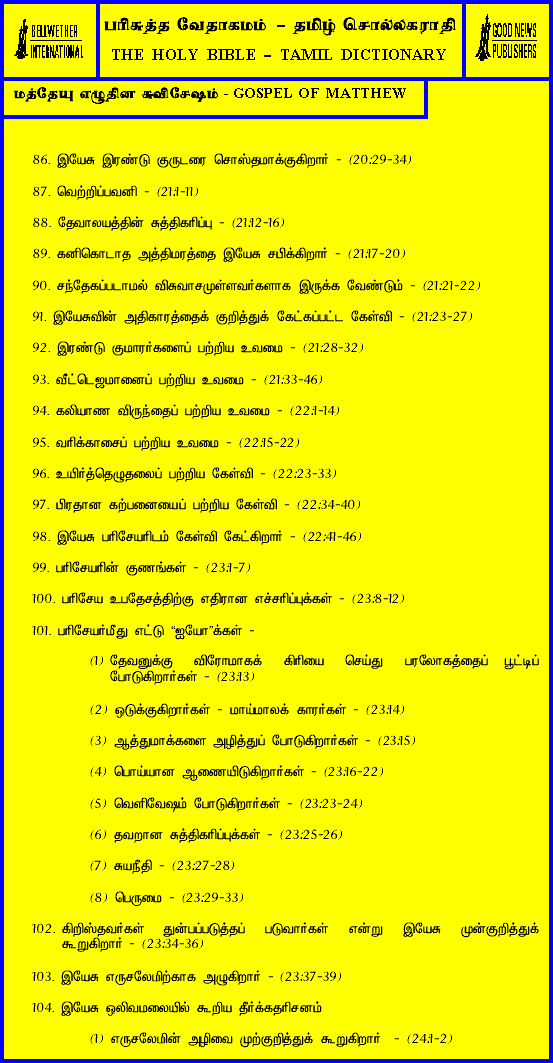 BELLWETHER
INTERNATIONAL
பரிசுத்த வேதாகமம் – தமிழ் சொல்லகராதி
THE HOLY BIBLE – TAMIL DICTIONARY
GOOD NEWS
PUBLISHERS
மத்தேயு எழுதின சுவிசேஷம் - GOSPEL OF MATTHEW
86. இயேசு இரண்டு குருடரை சொஸ்தமாக்குகிறார் - (20:29-34)
87. வெற்றிப்பவனி - (21:1-11)
88. தேவாலயத்தின் சுத்திகரிப்பு - (21:12-16)
89. கனிகொடாத அத்திமரத்தை இயேசு சபிக்கிறார் - (21:17-20)
90. சந்தேகப்படாமல் விசுவாசமுள்ளவர்களாக இருக்க வேண்டும் - (21:21-22)
91. இயேசுவின் அதிகாரத்தைக் குறித்துக் கேட்கப்பட்ட கேள்வி - (21:23-27)
92. இரண்டு குமாரர்களைப் பற்றிய உவமை - (21:28-32)
93. வீட்டெஜமானைப் பற்றிய உவமை - (21:33-46)
94. கலியாண விருந்தைப் பற்றிய உவமை - (22:1-14)
95. வரிக்காசைப் பற்றிய உவமை - (22:15-22)
96. உயிர்த்தெழுதலைப் பற்றிய கேள்வி - (22:23-33)
97. பிரதான கற்பனையைப் பற்றிய கேள்வி - (22:34-40)
98. இயேசு பரிசேயரிடம் கேள்வி கேட்கிறார் - (22:41-46)
99. பரிசேயரின் குணங்கள் - (23:1-7)
100. பரிசேய உபதேசத்திற்கு எதிரான எச்சரிப்புக்கள் - (23:8-12)
101. பரிசேயர்மீது எட்டு “ஐயோ”க்கள் -
(1) தேவனுக்கு விரோமாகக் கிரியை செய்து பரலோகத்தைப் பூட்டிப்
போடுகிறார்கள் - (23:13)
(2) ஒடுக்குகிறார்கள் - மாய்மாலக் காரர்கள் - (23:14)
(3) ஆத்துமாக்களை அழித்துப் போடுகிறார்கள் - (23:15)
(4) பொய்யான ஆணையிடுகிறார்கள் - (23:16-22)
(5) வெளிவேஷம் போடுகிறார்கள் - (23:23-24)
(6) தவறான சுத்திகரிப்புக்கள் - (23:25-26)
(7) சுயநீதி - (23:27-28)
(8) பெருமை - (23:29-33)
102. கிறிஸ்தவர்கள் துன்பப்படுத்தப் படுவார்கள் என்று இயேசு முன்குறித்துக்
கூறுகிறார் - (23:34-36)
103. இயேசு எருசலேமிற்காக அழுகிறார் - (23:37-39)
104. இயேசு ஒலிவமலையில் கூறிய தீர்க்கதரிசனம்
(1) எருசலேமின் அழிவை முற்குறித்துக் கூறுகிறார் - (24:1-2)